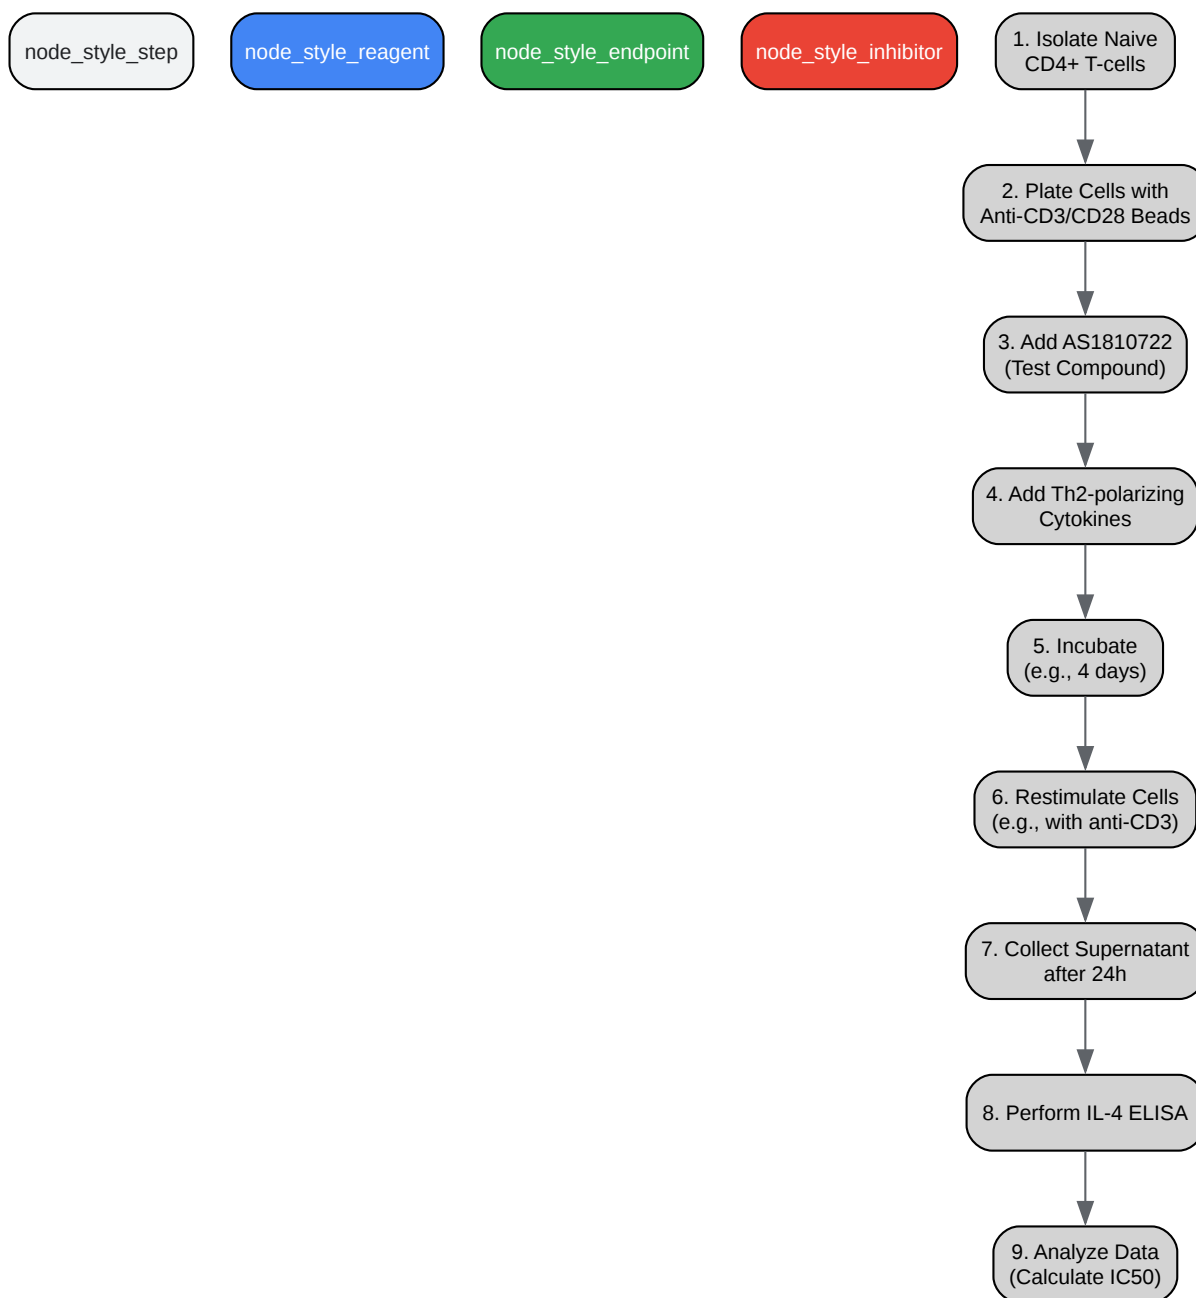 node_style_step
node_style_reagent
node_style_endpoint
node_style_inhibitor
1. Isolate Naive
CD4+ T-cells
2. Plate Cells with
Anti-CD3/CD28 Beads
3. Add AS1810722
(Test Compound)
4. Add Th2-polarizing
Cytokines
5. Incubate
(e.g., 4 days)
6. Restimulate Cells
(e.g., with anti-CD3)
7. Collect Supernatant
after 24h
8. Perform IL-4 ELISA
9. Analyze Data
(Calculate IC50)